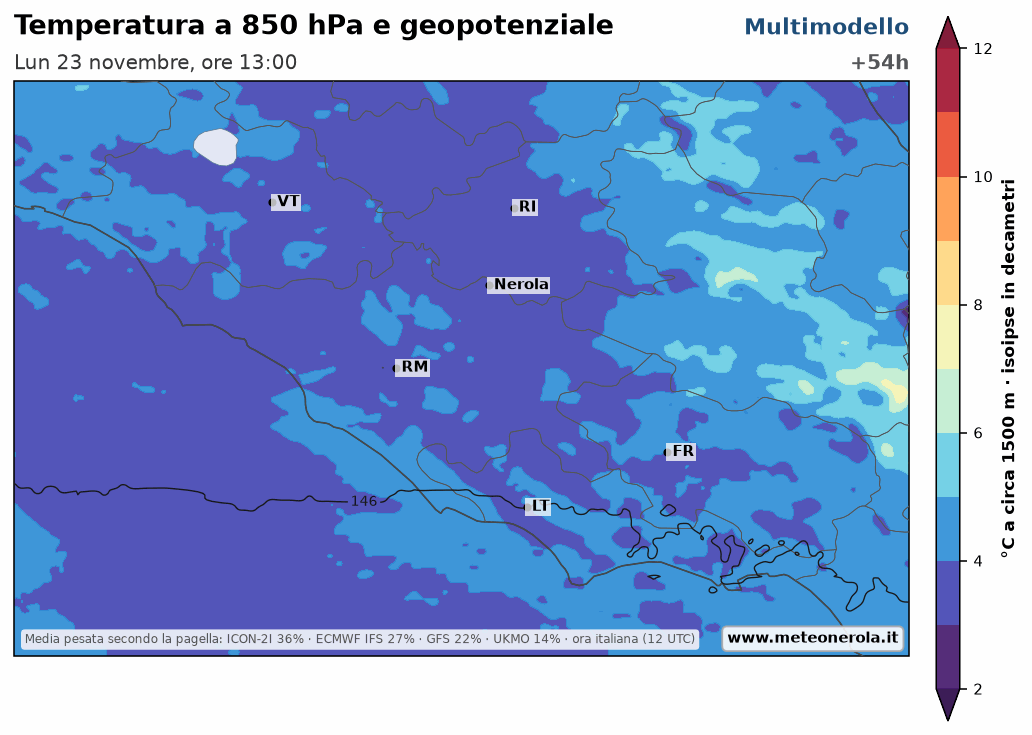 Temperatura a 850 hPa e geopotenziale
Multimodello
Lun 23 novembre, ore 13:00
+54h
12
10
8
6
4
2
°C a circa 1500 m · isoipse in decametri
VT
RI
Nerola
RM
FR
146
LT
Media pesata secondo la pagella: ICON-2I 36% · ECMWF IFS 27% · GFS 22% · UKMO 14% · ora italiana (12 UTC)
www.meteonerola.it